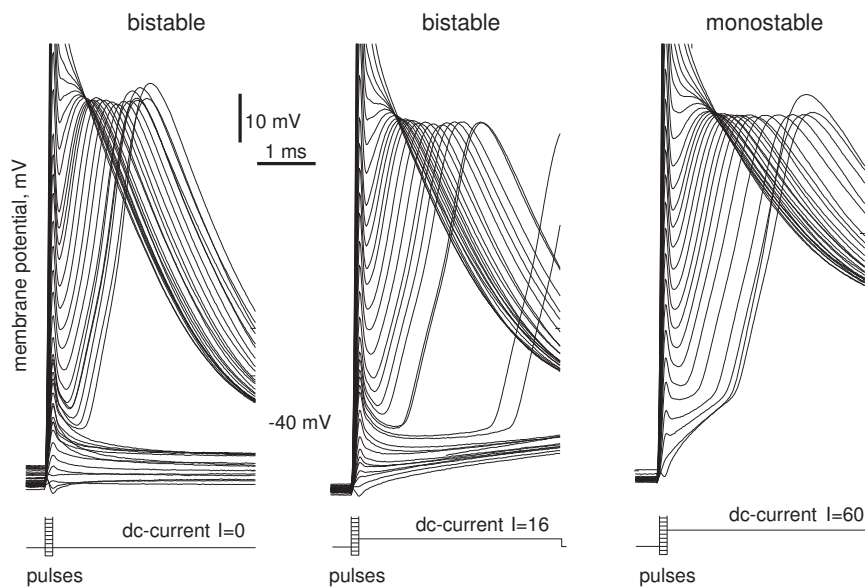 bistable
bistable
monostable
membrane potential, mV
10 mV
1 ms
-40 mV
dc-current I=0
dc-current I=16
dc-current I=60
pulses
pulses
pulses